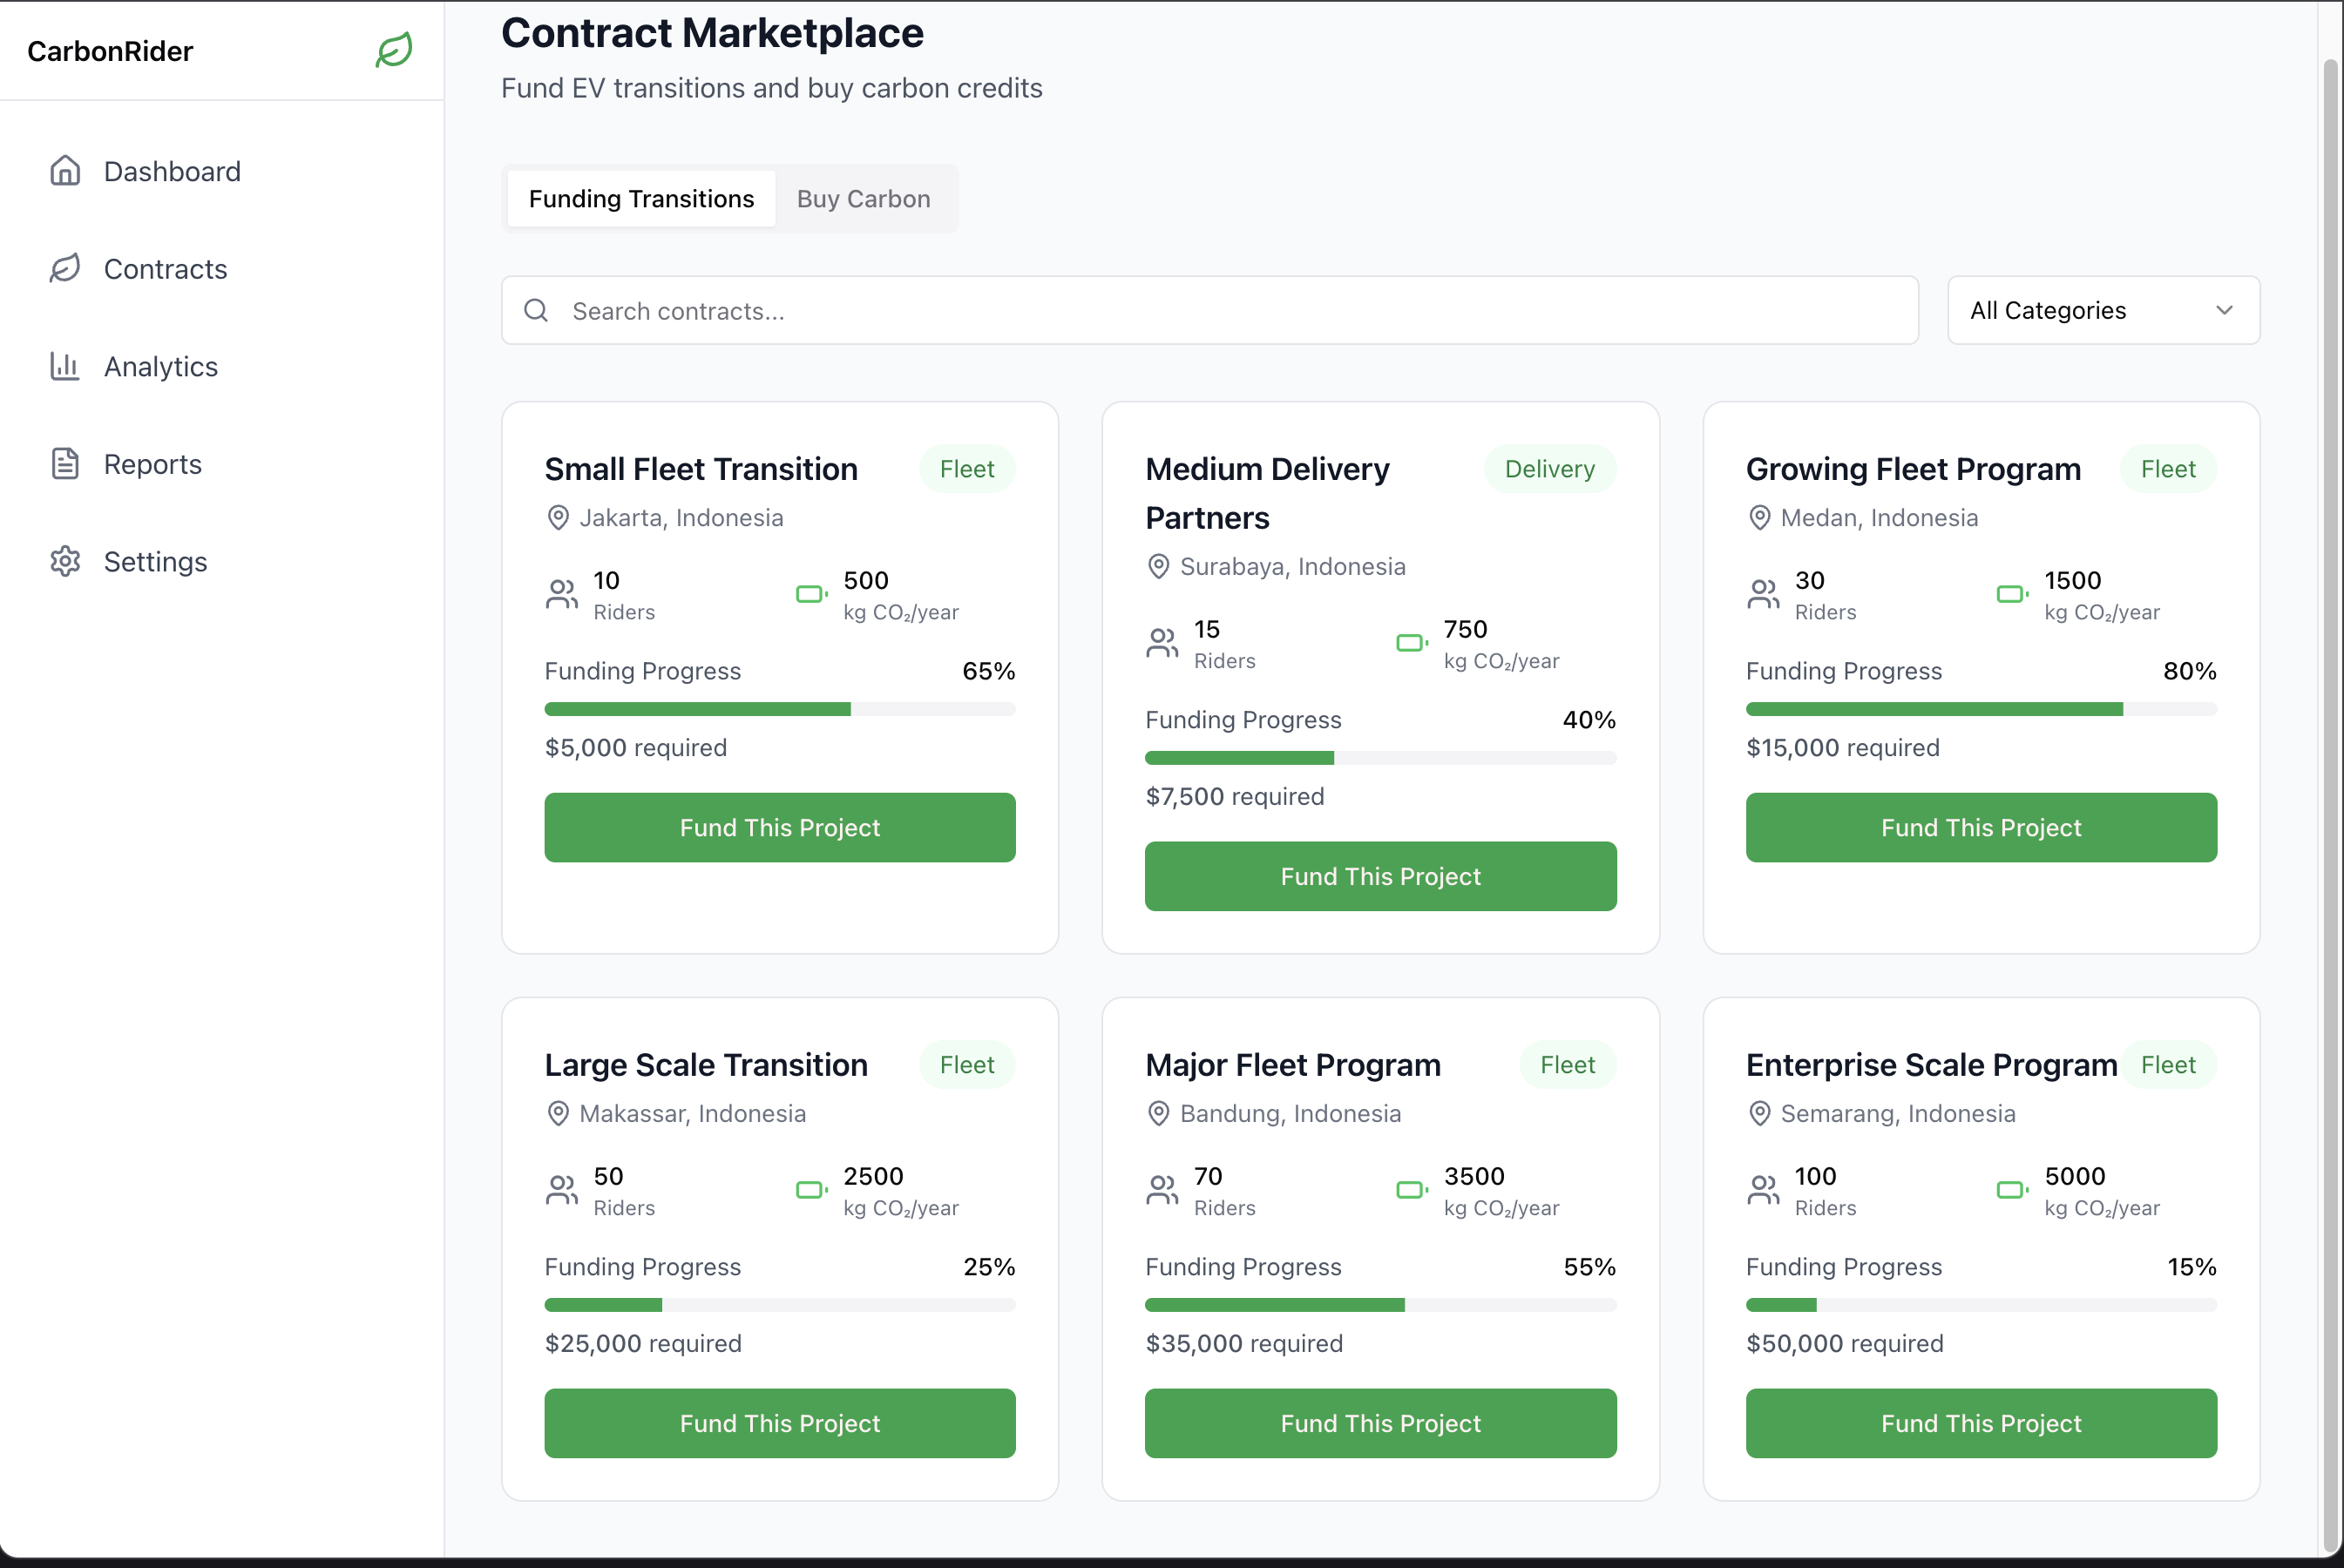 CarbonRider
Dashboard
Contracts
Analytics
Reports
Settings
Contract Marketplace
Fund EV transitions and buy carbon credits
Funding Transitions
Buy Carbon
Search contracts...
All Categories
Small Fleet Transition
Fleet
Jakarta, Indonesia
10
Riders
500
kg CO₂/year
Funding Progress
65%
$5,000 required
Fund This Project
Medium Delivery
Partners
Delivery
Surabaya, Indonesia
15
Riders
750
kg CO₂/year
Funding Progress
40%
$7,500 required
Fund This Project
Growing Fleet Program
Fleet
Medan, Indonesia
30
Riders
1500
kg CO₂/year
Funding Progress
80%
$15,000 required
Fund This Project
Large Scale Transition
Fleet
Makassar, Indonesia
50
Riders
2500
kg CO₂/year
Funding Progress
25%
$25,000 required
Fund This Project
Major Fleet Program
Fleet
Bandung, Indonesia
70
Riders
3500
kg CO₂/year
Funding Progress
55%
$35,000 required
Fund This Project
Enterprise Scale Program
Fleet
Semarang, Indonesia
100
Riders
5000
kg CO₂/year
Funding Progress
15%
$50,000 required
Fund This Project